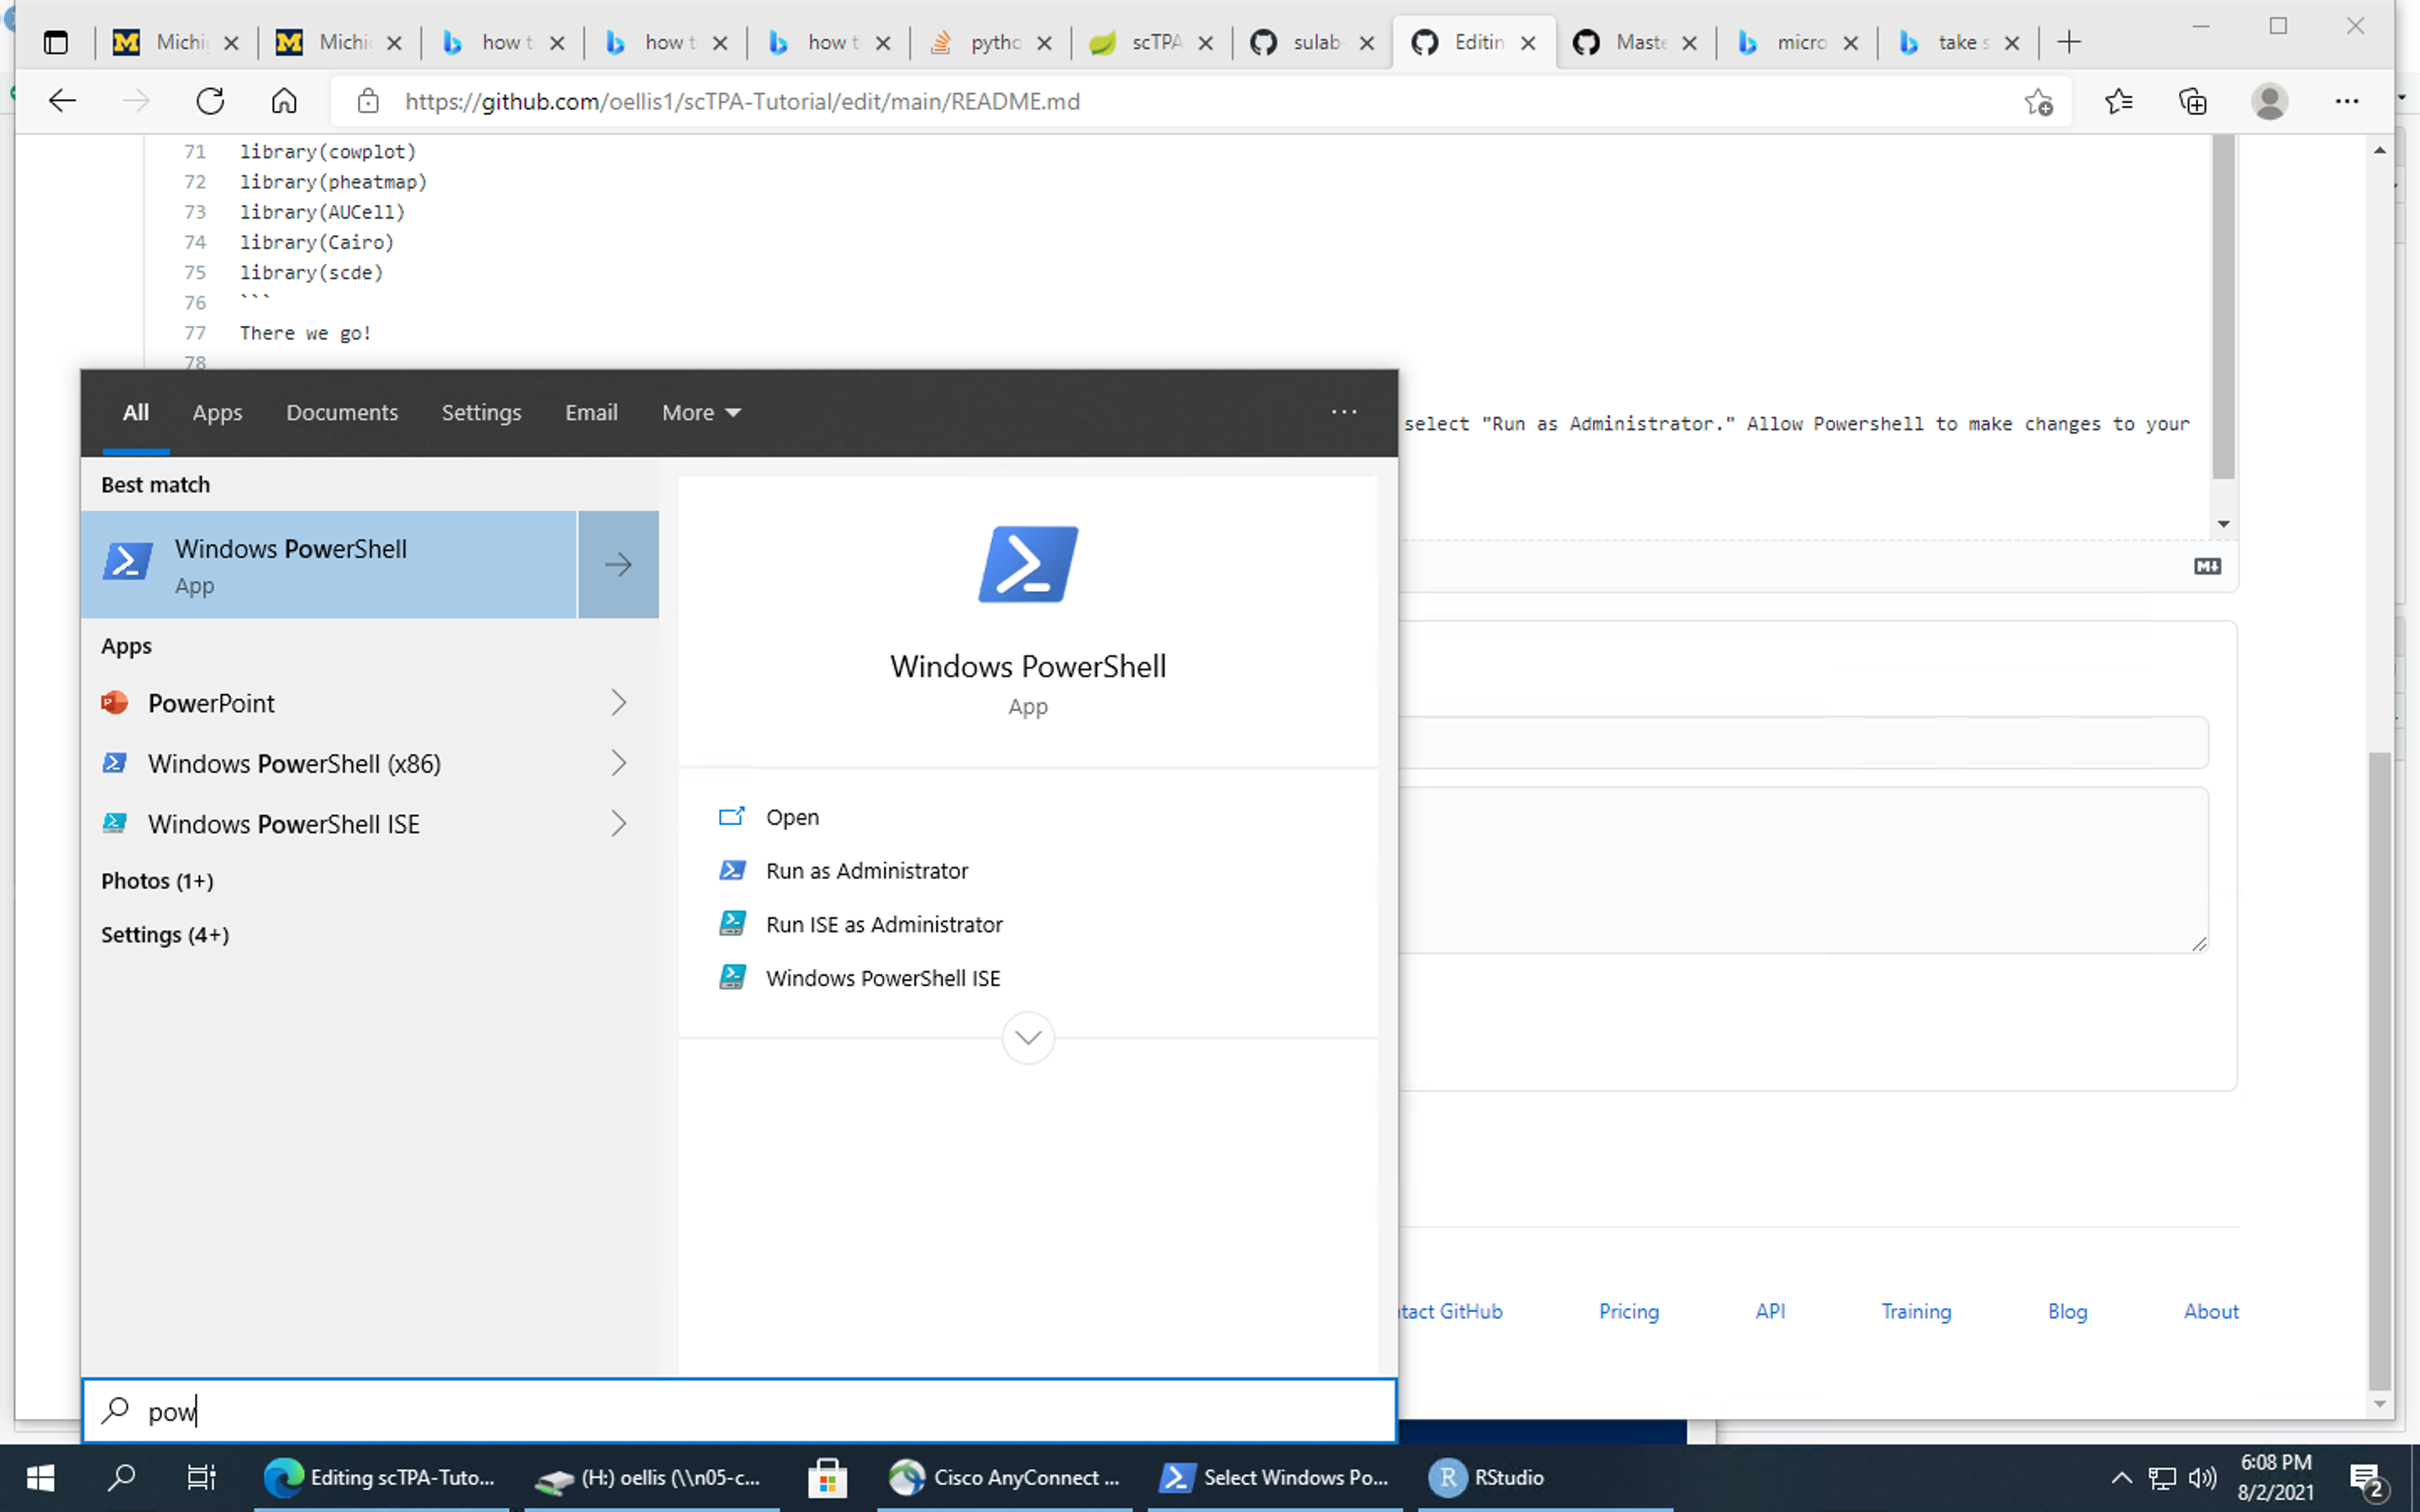 Michi
Michi
how t
how t
how t
pytho
scTPA
sulab
Editin
Maste
micro
take s
https://github.com/oellis1/scTPA-Tutorial/edit/main/README.md
71 library(cowplot)
72 library(pheatmap)
73 library(AUCell)
74 library(Cairo)
75 library(scde)
76 ```
77 There we go!
78
select "Run as Administrator." Allow Powershell to make changes to your
All
Apps
Documents
Settings
Email
More
Best match
Windows PowerShell
App
Apps
PowerPoint
Windows PowerShell (x86)
Windows PowerShell ISE
Photos (1+)
Settings (4+)
Windows PowerShell
App
Open
Run as Administrator
Run ISE as Administrator
Windows PowerShell ISE
M
tact GitHub
Pricing
API
Training
Blog
About
pow
Editing scTPA-Tuto...
(H:) oellis (\\n05-c...
Cisco AnyConnect ...
Select Windows Po...
R
RStudio
6:08 PM
8/2/2021
2